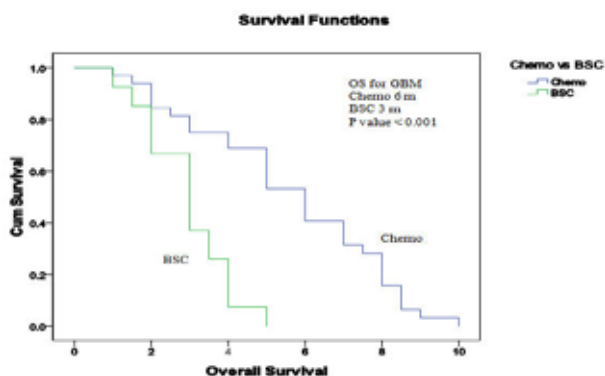 Survival Functions
Chemo vs BSC
Chemo
BSC
OS for GBM
Chemo 6 m
BSC 3 m
P value < 0.001
Cum Survival
1.0
0.8
0.6
0.4
0.2
0.0
Chemo
BSC
0 2 4 6 8 10
Overall Survival